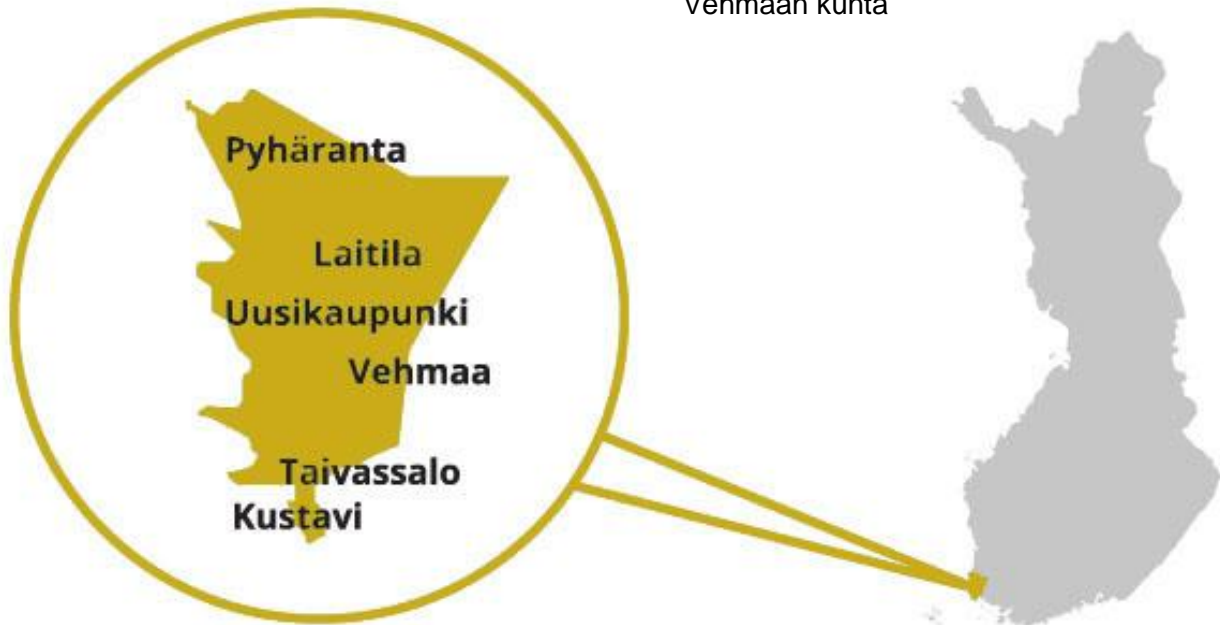 Vehmaan kunta
Pyhäranta
Laitila
Uusikaupunki
Vehmaa
Taivassalo
Kustavi